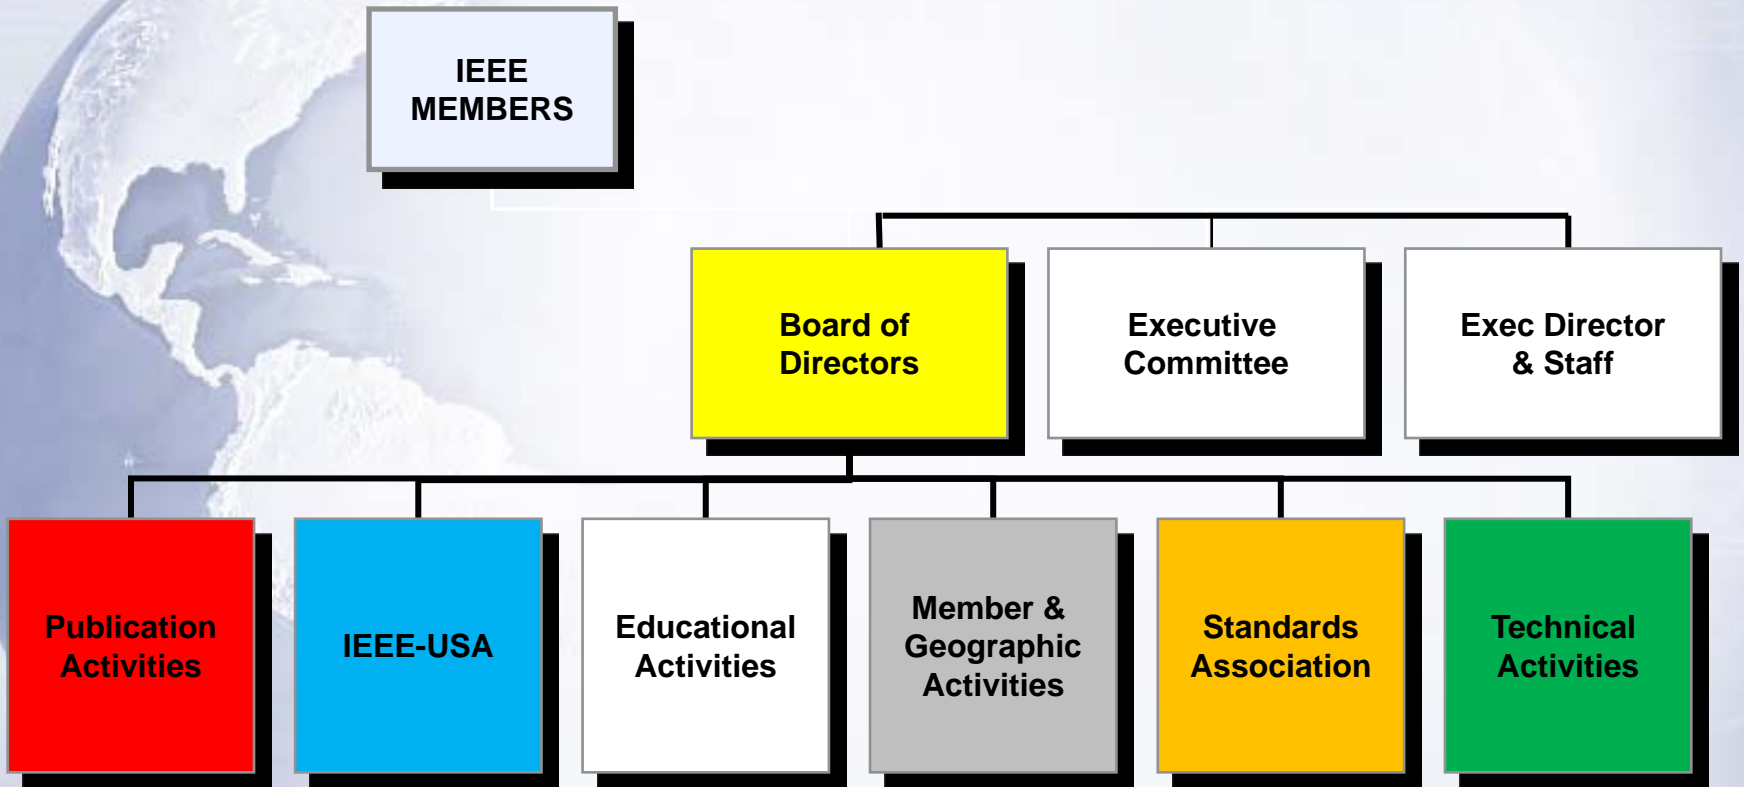 IEEE
MEMBERS
Board of
Directors
Executive
Committee
Exec Director
& Staff
Publication
Activities
IEEE-USA
Educational
Activities
Member &
Geographic
Activities
Standards
Association
Technical
Activities